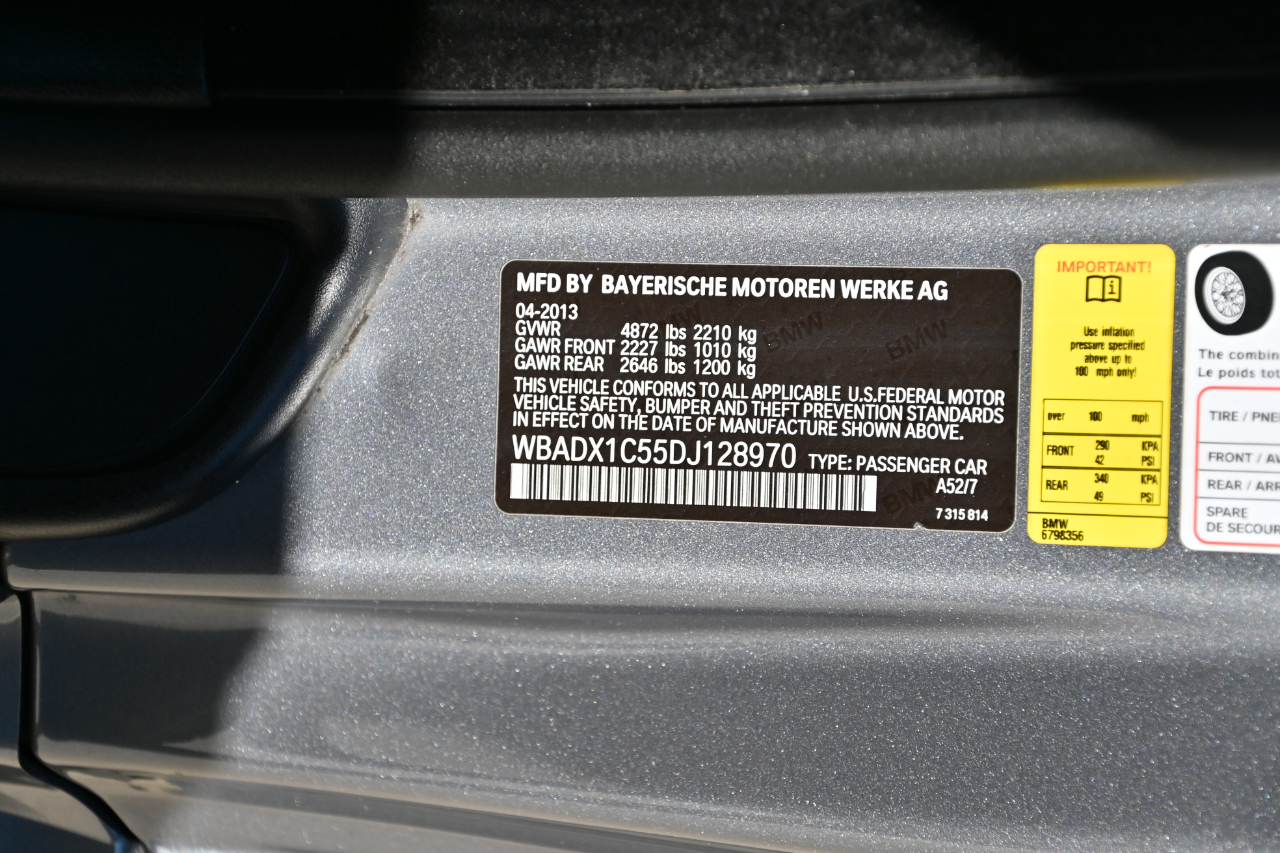 MFD BY BAYERISCHE MOTOREN WERKE AG
04-2013
GVWR 4872 lbs 2210 kg
GAWR FRONT 2227 lbs 1010 kg
GAWR REAR 2646 lbs 1200 kg
THIS VEHICLE CONFORMS TO ALL APPLICABLE U.S.FEDERAL MOTOR
VEHICLE SAFETY, BUMPER AND THEFT PREVENTION STANDARDS
IN EFFECT ON THE DATE OF MANUFACTURE SHOWN ABOVE.
WBADX1C55DJ128970 TYPE: PASSENGER CAR
A52/7
7 315 814
BMW
BMW
BMW
IMPORTANT!
Use inflation
pressure specified
above up to
100 mph only!
over 100 mph
FRONT 290 KPA
42 PSI
REAR 340 KPA
49 PSI
BMW
6798356
The combin
Le poids tot
TIRE / PNE
FRONT / AV
REAR / ARR
SPARE
DE SECOUR